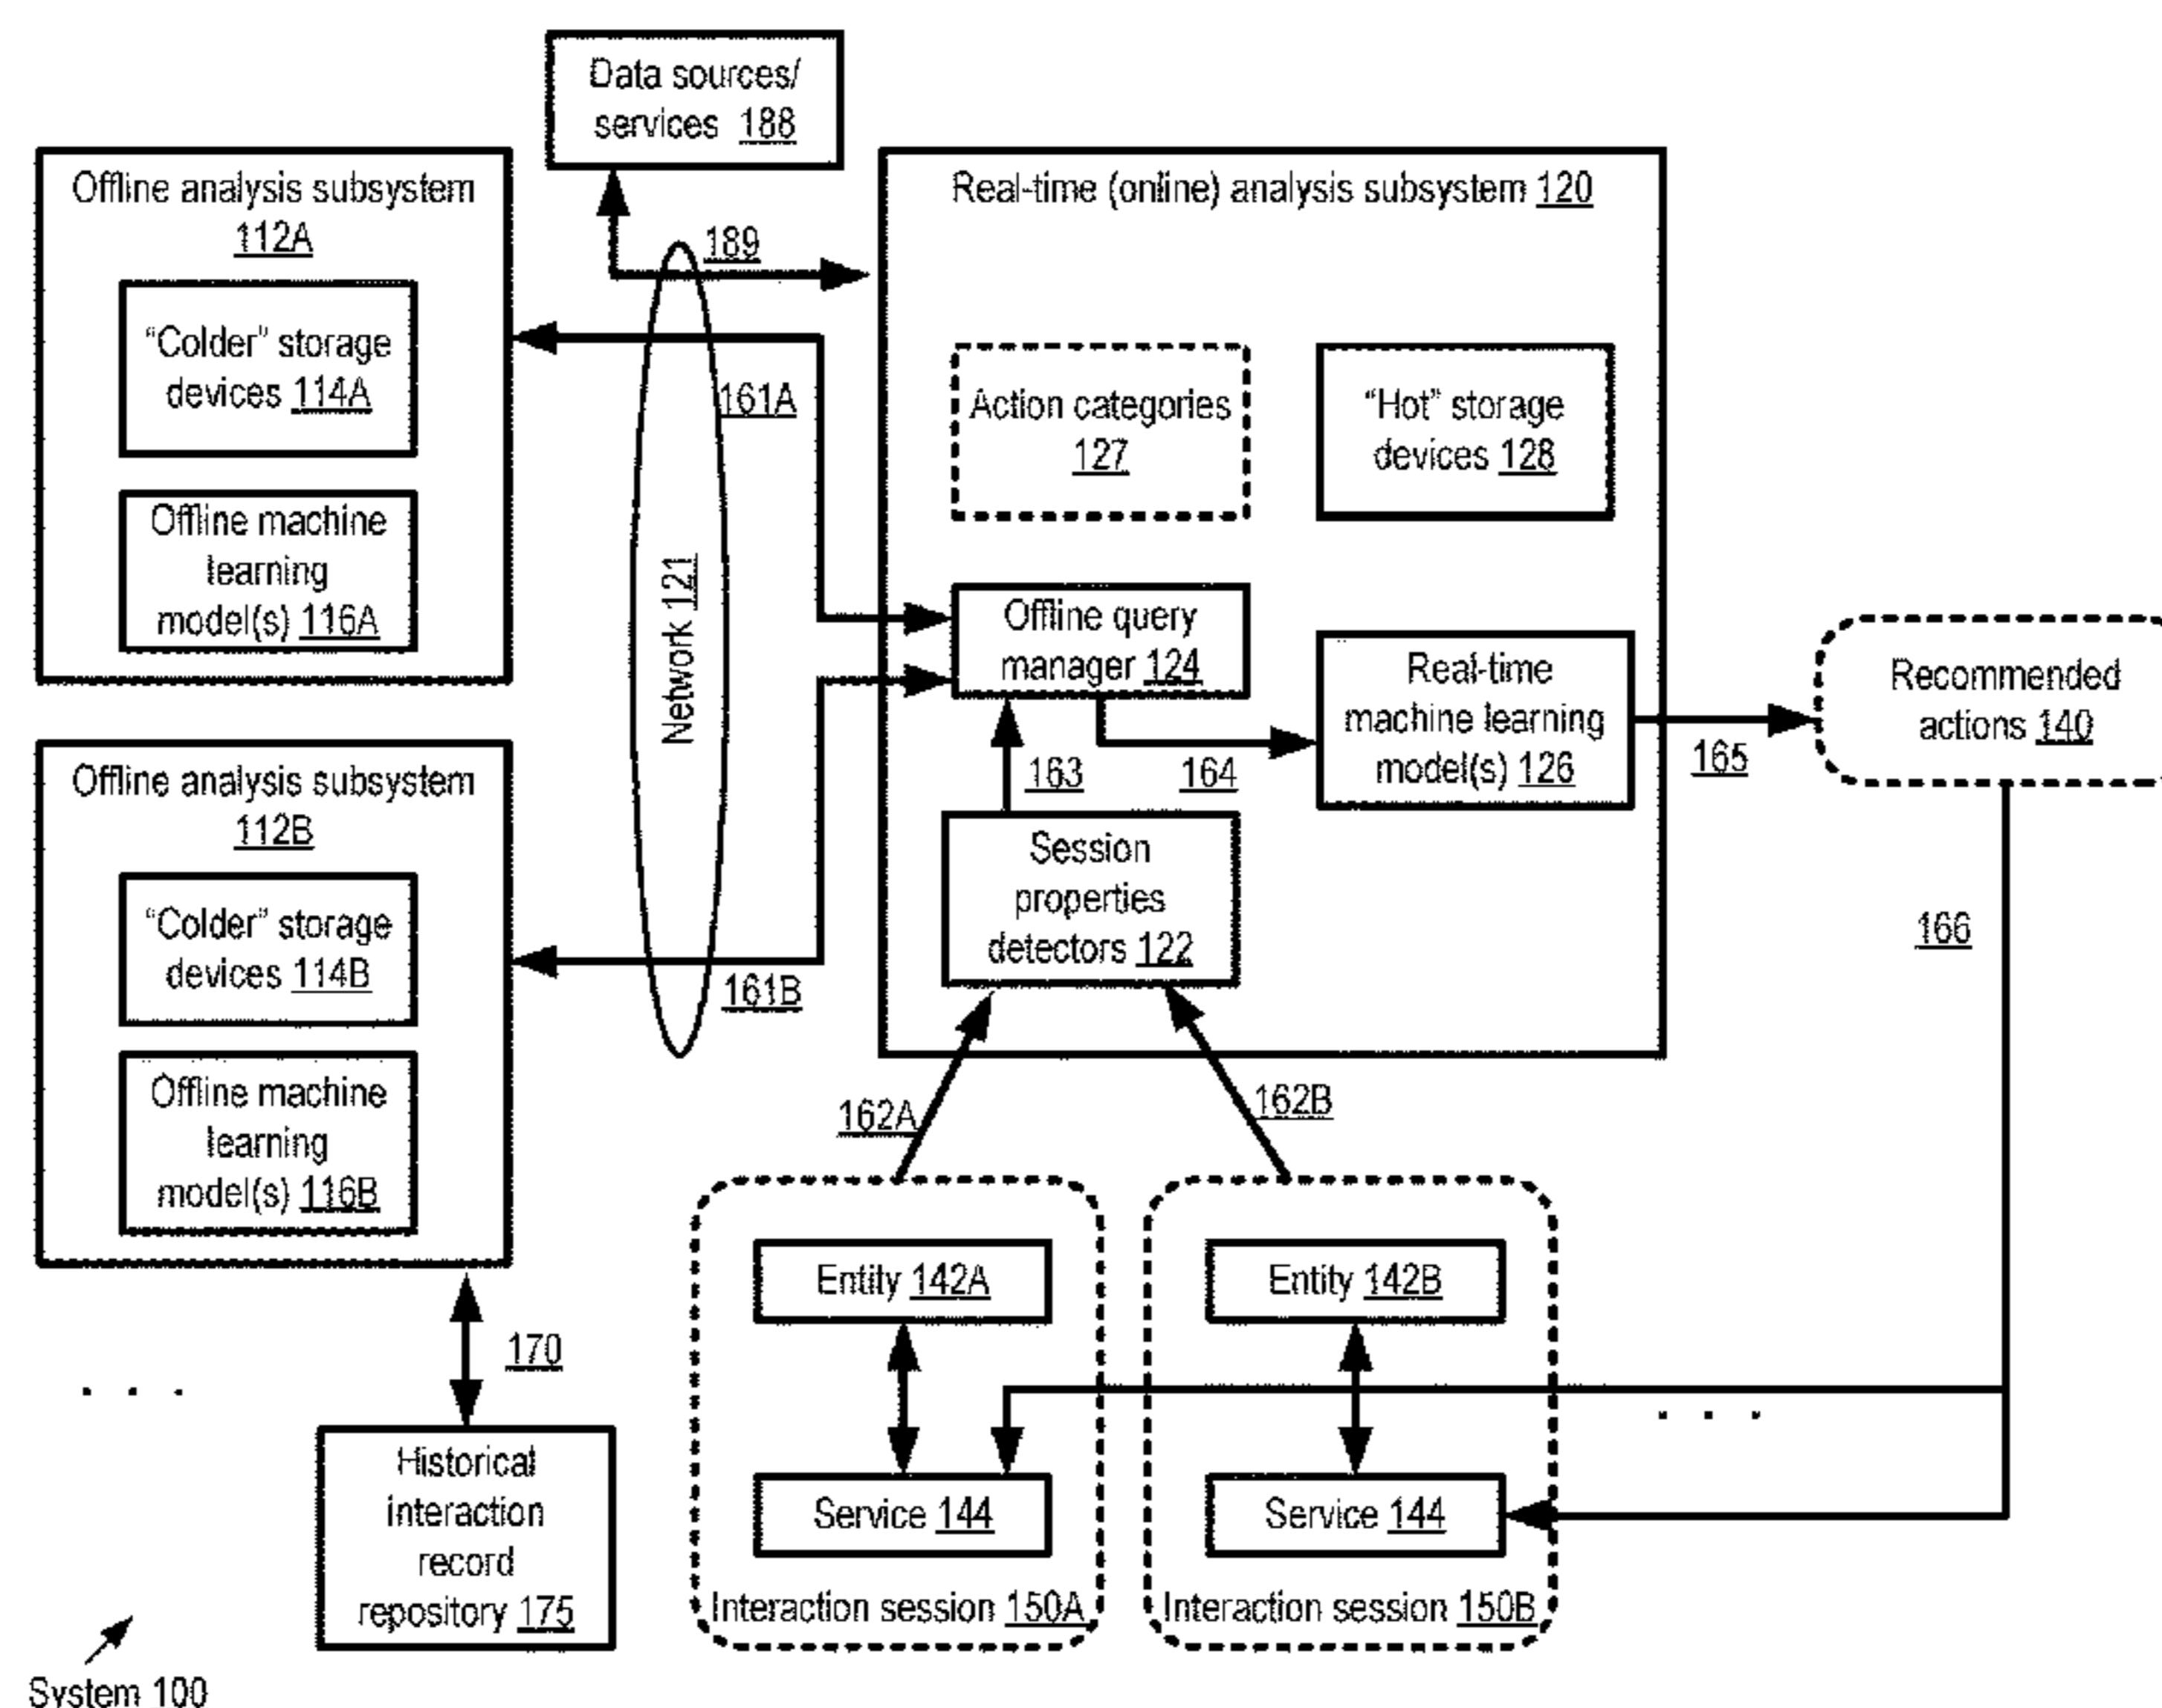 Data sources/
services 188
Offline analysis subsystem
112A
"Colder" storage
devices 114A
Offline machine
learning
model(s) 116A
189
161A
Network 121
161B
Real-time (online) analysis subsystem 120
Action categories
127
"Hot" storage
devices 128
Offline query
manager 124
Real-time
machine learning
model(s) 126
163
164
165
Session
properties
detectors 122
Recommended
actions 140
166
Offline analysis subsystem
112B
"Colder" storage
devices 114B
Offline machine
learning
model(s) 116B
162A
162B
170
. . .
Historical
interaction
record
repository 175
Entity 142A
Service 144
Interaction session 150A
Entity 142B
Service 144
Interaction session 150B
. . .
System 100